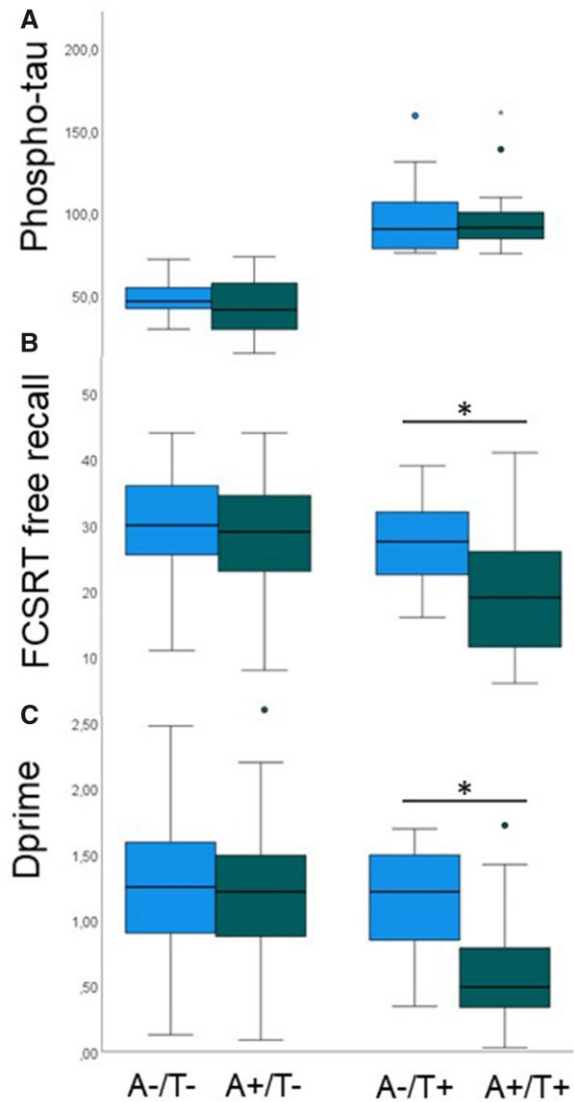 A
Phospho-tau
200,0
150,0
100,0
50,0
B
FCSRT free recall
50
40
30
20
10
*
C
Dprime
2,50
2,00
1,50
1,00
,50
,00
*
A-/T- A+/T- A-/T+ A+/T+